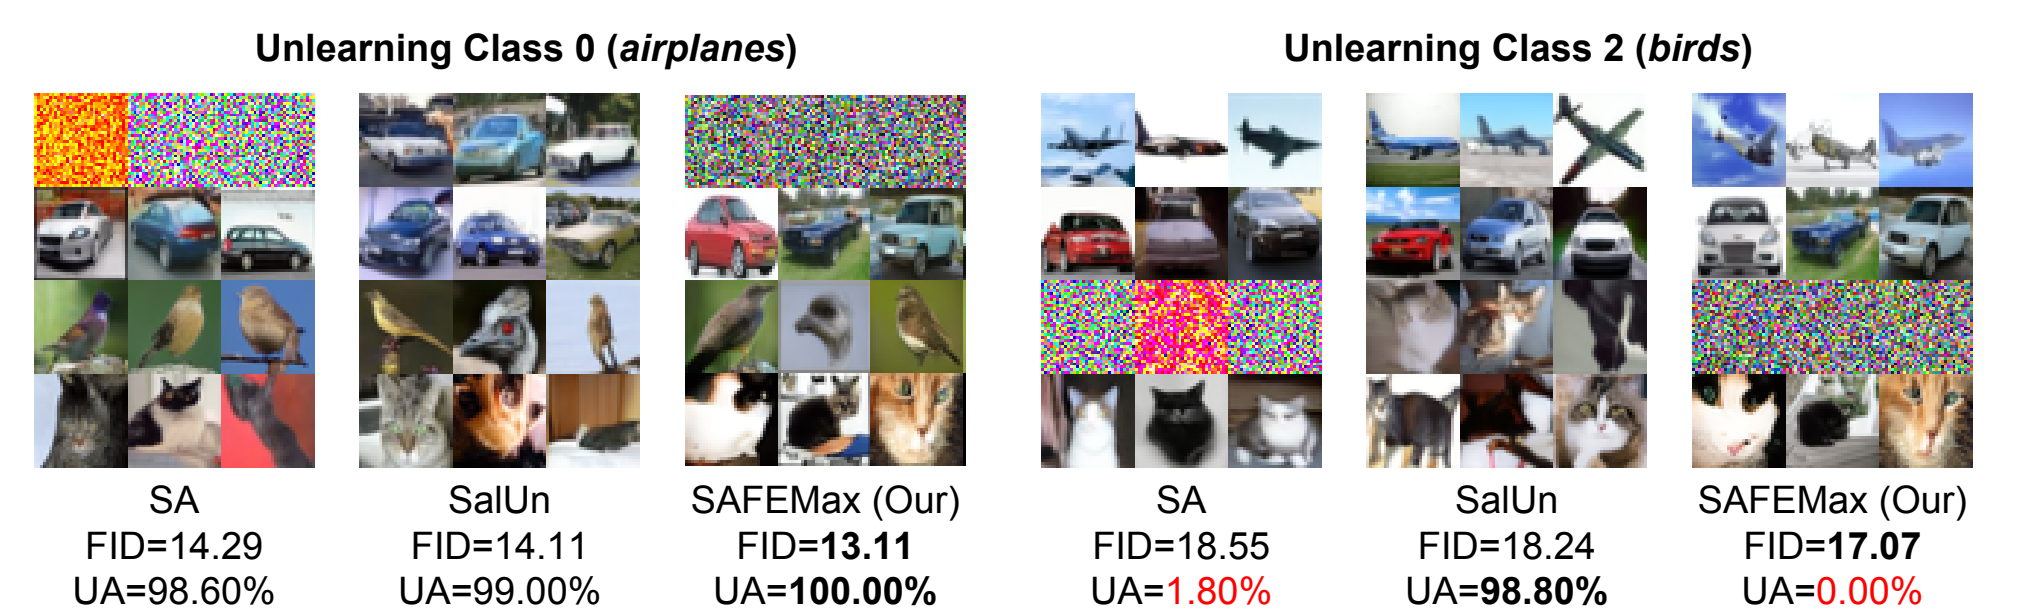 Unlearning Class 0 (airplanes)
SA
FID=14.29
UA=98.60%
SalUn
FID=14.11
UA=99.00%
SAFEMax (Our)
FID=13.11
UA=100.00%
Unlearning Class 2 (birds)
SA
FID=18.55
UA=1.80%
SalUn
FID=18.24
UA=98.80%
SAFEMax (Our)
FID=17.07
UA=0.00%